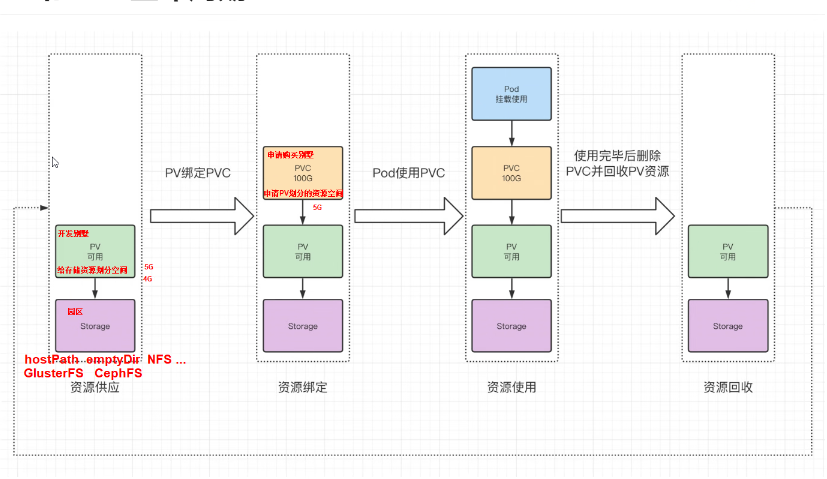 Pod
挂载使用
申请购买别墅
PVC
100G
申请PV划分的资源空间
5G
PVC
100G
PV绑定PVC
Pod使用PVC
使用完毕后删除
PVC并回收PV资源
开发别墅
PV
可用
给存储资源划分空间
5G
4G
PV
可用
PV
可用
PV
可用
园区
Storage
Storage
Storage
Storage
hostPath emptyDir NFS ...
GlusterFS CephFS
资源供应
资源绑定
资源使用
资源回收